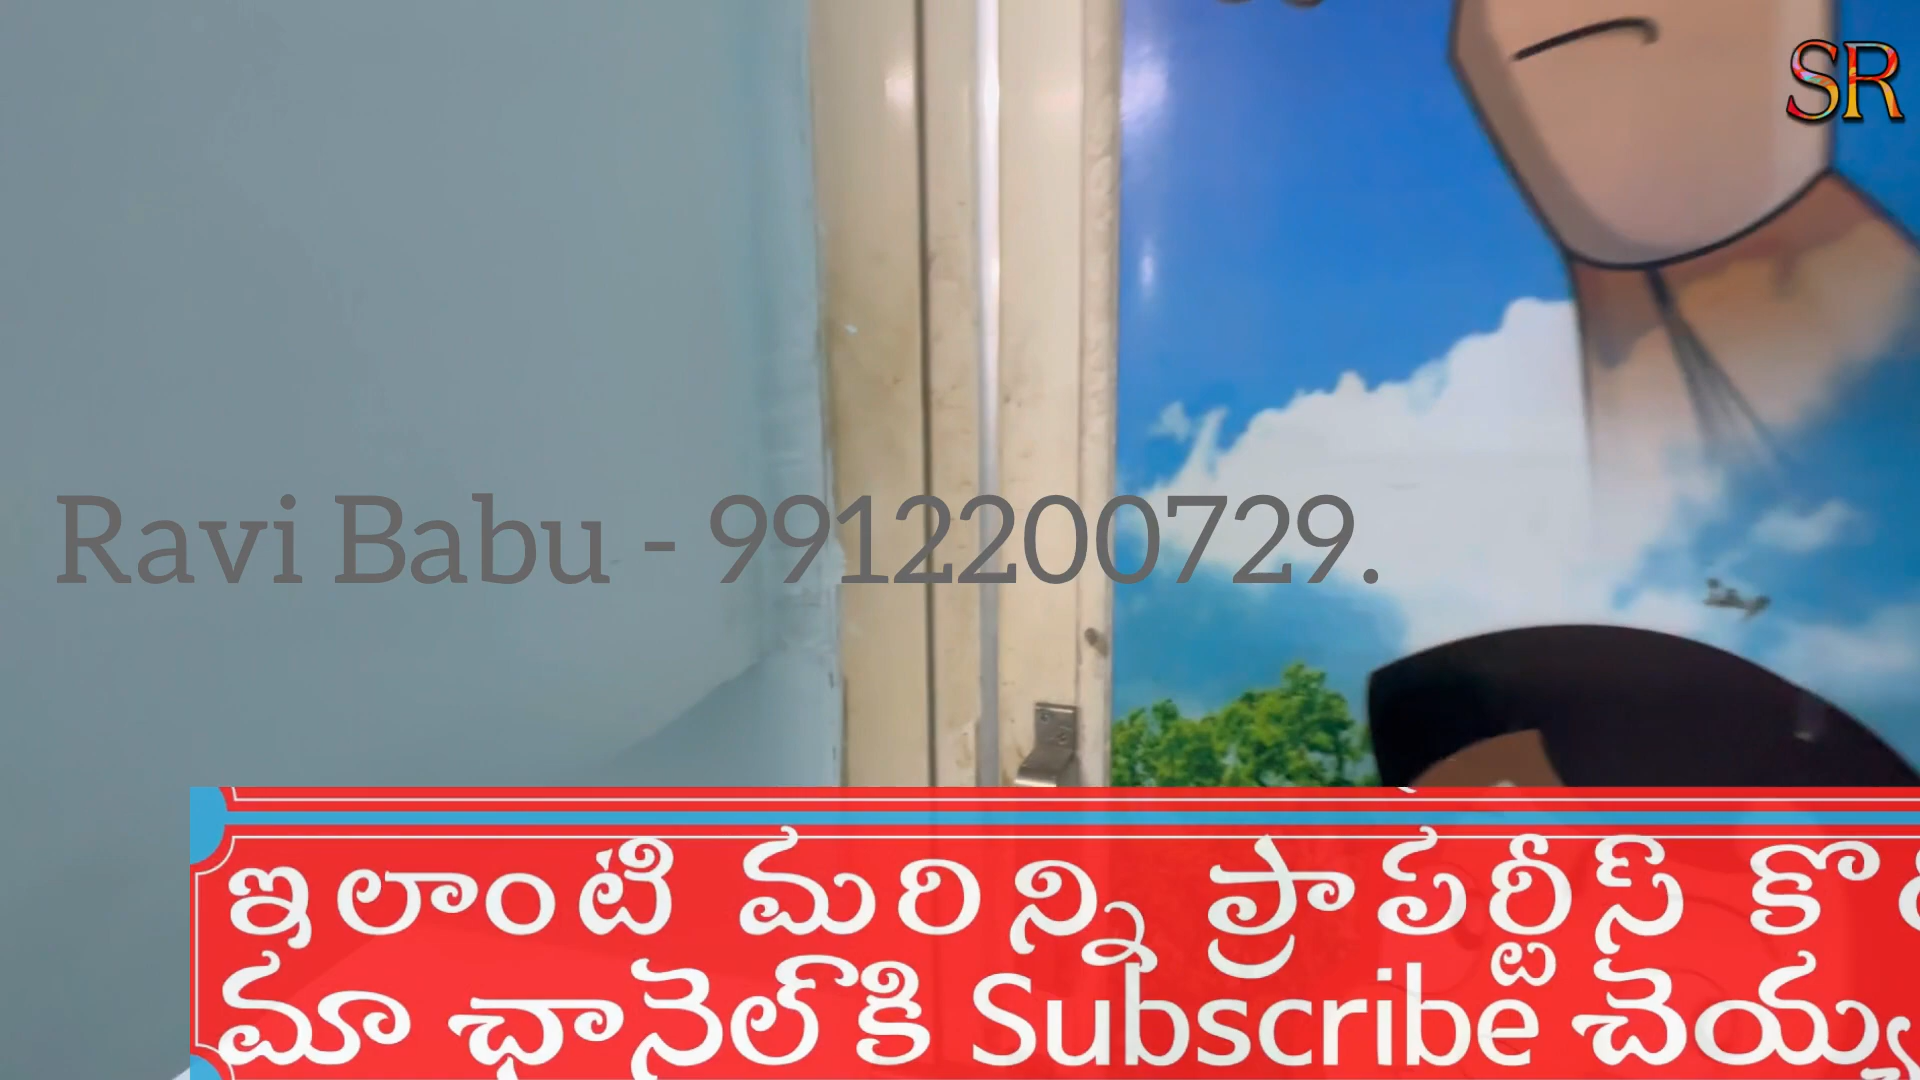 SR
Ravi Babu - 9912200729.
ఇలాంటి మరిన్ని ప్రాపర్టీస్ కొ
మా ఛానెల్‌కి Subscribe చెయ్య